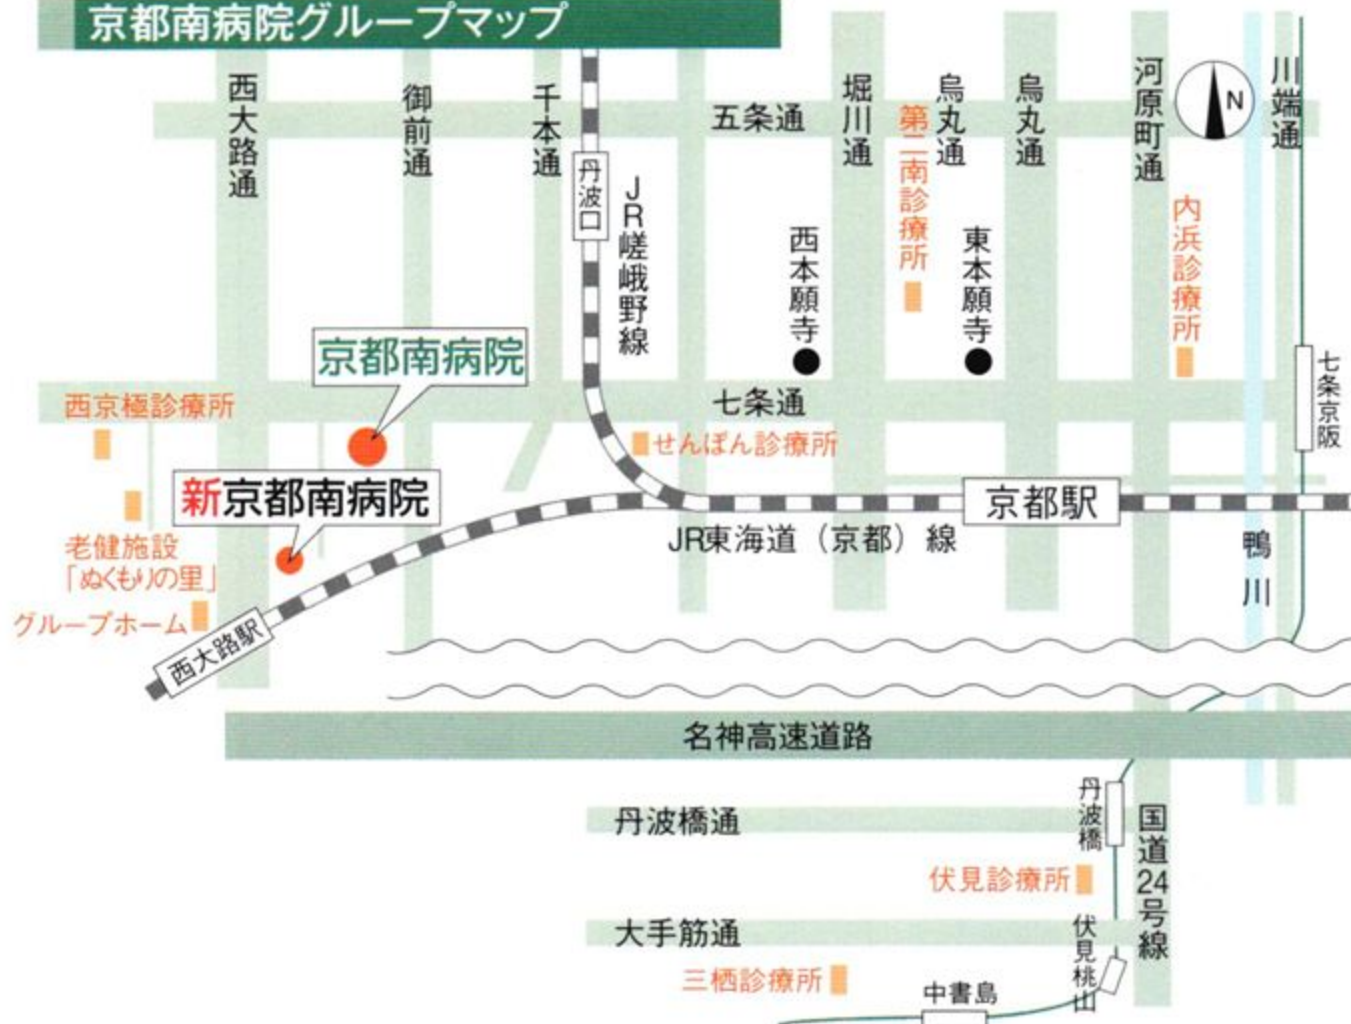 京都南病院グループマップ
西大路通
御前通
千本通
丹波口
JR嵯峨野線
五条通
堀川通
烏丸通
烏丸通
河原町通
N
川端通
第二南診療所
内浜診療所
西本願寺
東本願寺
京都南病院
西京極診療所
七条通
七条京阪
せんぽん診療所
新京都南病院
京都駅
JR東海道（京都）線
鴨川
老健施設
「ぬくもりの里」
グループホーム
西大路駅
名神高速道路
丹波橋通
丹波橋
国道24号線
伏見診療所
大手筋通
伏見桃山
三栖診療所
中書島